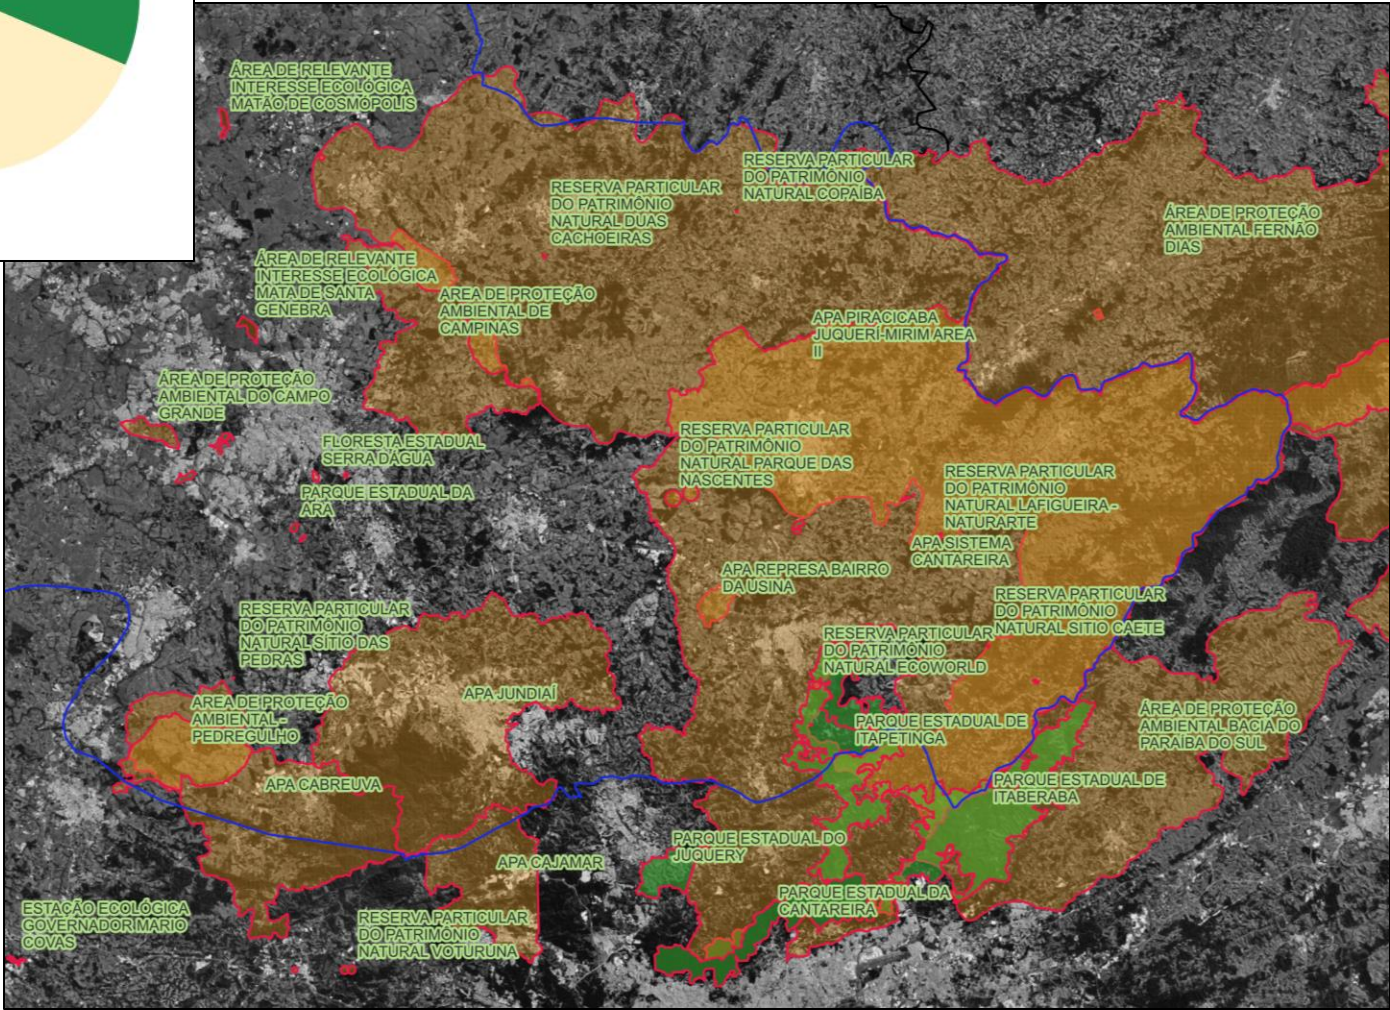 ÁREA DE RELEVANTE
INTERESSE ECOLÓGICA
MATÃO DE COSMÓPOLIS
RESERVA PARTICULAR
DO PATRIMÔNIO
NATURAL COPAÍBA
RESERVA PARTICULAR
DO PATRIMÔNIO
NATURAL DUAS
CACHOEIRAS
ÁREA DE PROTEÇÃO
AMBIENTAL FERNÃO
DIAS
ÁREA DE RELEVANTE
INTERESSE ECOLÓGICA
MATA DE SANTA
GENEBRA
ÁREA DE PROTEÇÃO
AMBIENTAL DE
CAMPINAS
APA PIRACICABA
JUQUERI-MIRIM AREA
II
ÁREA DE PROTEÇÃO
AMBIENTAL DO CAMPO
GRANDE
FLORESTA ESTADUAL
SERRA DÁGUA
RESERVA PARTICULAR
DO PATRIMÔNIO
NATURAL PARQUE DAS
NASCENTES
RESERVA PARTICULAR
DO PATRIMÔNIO
NATURAL LAFIGUEIRA -
NATURARTE
PARQUE ESTADUAL DA
ARA
APA SISTEMA
CANTAREIRA
APA REPRESA BAIRRO
DA USINA
RESERVA PARTICULAR
DO PATRIMÔNIO
NATURAL SITIO CAETE
RESERVA PARTICULAR
DO PATRIMÔNIO
NATURAL SÍTIO DAS
PEDRAS
RESERVA PARTICULAR
DO PATRIMÔNIO
NATURAL ECOWORLD
APA JUNDIAÍ
ÁREA DE PROTEÇÃO
AMBIENTAL -
PEDREGULHO
PARQUE ESTADUAL DE
ITAPETINGA
ÁREA DE PROTEÇÃO
AMBIENTAL BACIA DO
PARAÍBA DO SUL
APA CABREUVA
PARQUE ESTADUAL DE
ITABERABA
PARQUE ESTADUAL DO
JUQUERY
APA CAJAMAR
PARQUE ESTADUAL DA
CANTAREIRA
ESTAÇÃO ECOLÓGICA
GOVERNADOR MARIO
COVAS
RESERVA PARTICULAR
DO PATRIMÔNIO
NATURAL VOTURUNA